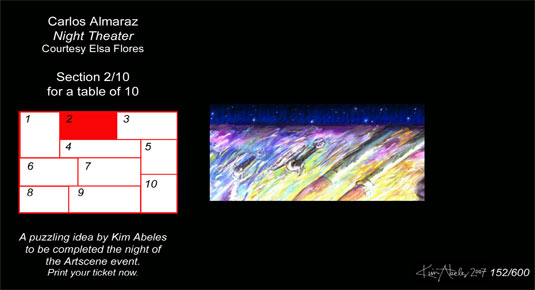 Carlos Almaraz
Night Theater
Courtesy Elsa Flores
Section 2/10
for a table of 10
1 2 3
4 5
6 7
10
8 9
A puzzling idea by Kim Abeles
to be completed the night of
the Artscene event.
Print your ticket now.
Kim Abeles 2007 152/600